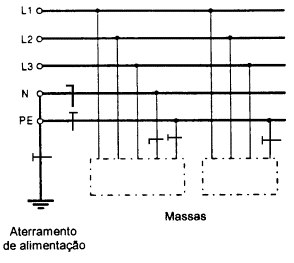 L1
L2
L3
N
PE
Massas
Aterramento
de alimentação